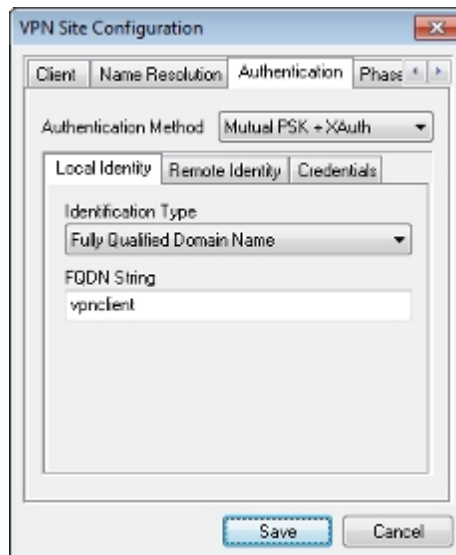 VPN Site Configuration
Client Name Resolution Authentication Phase
Authentication Method Mutual PSK + XAuth
Local Identity Remote Identity Credentials
Identification Type
Fully Qualified Domain Name
FQDN String
vpnclient
Save Cancel